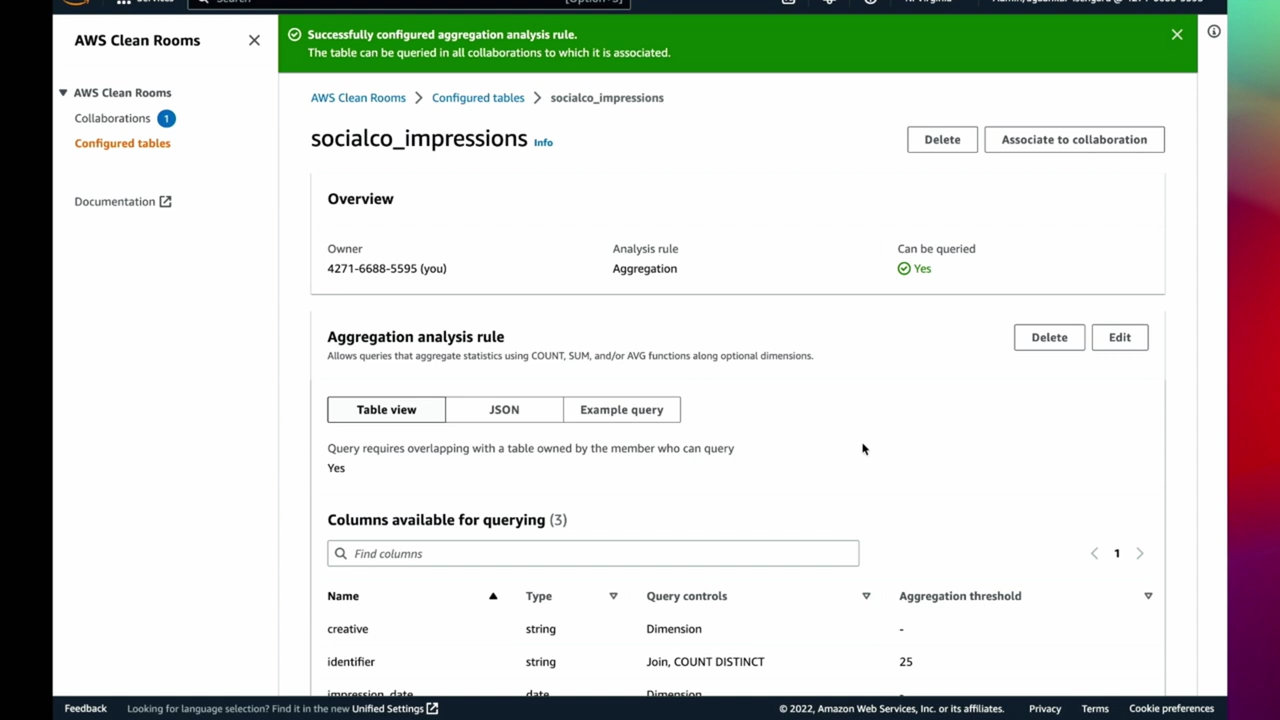 Services
Search
[Option+S]
N. Virginia
AWS Clean Rooms
AWS Clean Rooms
Collaborations 1
Configured tables
Documentation
Successfully configured aggregation analysis rule.
The table can be queried in all collaborations to which it is associated.
AWS Clean Rooms > Configured tables > socialco_impressions
socialco_impressions Info
Delete
Associate to collaboration
Overview
Owner
4271-6688-5595 (you)
Analysis rule
Aggregation
Can be queried
Yes
Aggregation analysis rule
Allows queries that aggregate statistics using COUNT, SUM, and/or AVG functions along optional dimensions.
Delete
Edit
Table view
JSON
Example query
Query requires overlapping with a table owned by the member who can query
Yes
Columns available for querying (3)
Find columns
1
Name Type Query controls Aggregation threshold
creative string Dimension -
identifier string Join, COUNT DISTINCT 25
impression_date date Dimension -
Feedback Looking for language selection? Find it in the new Unified Settings © 2022, Amazon Web Services, Inc. or its affiliates. Privacy Terms Cookie preferences